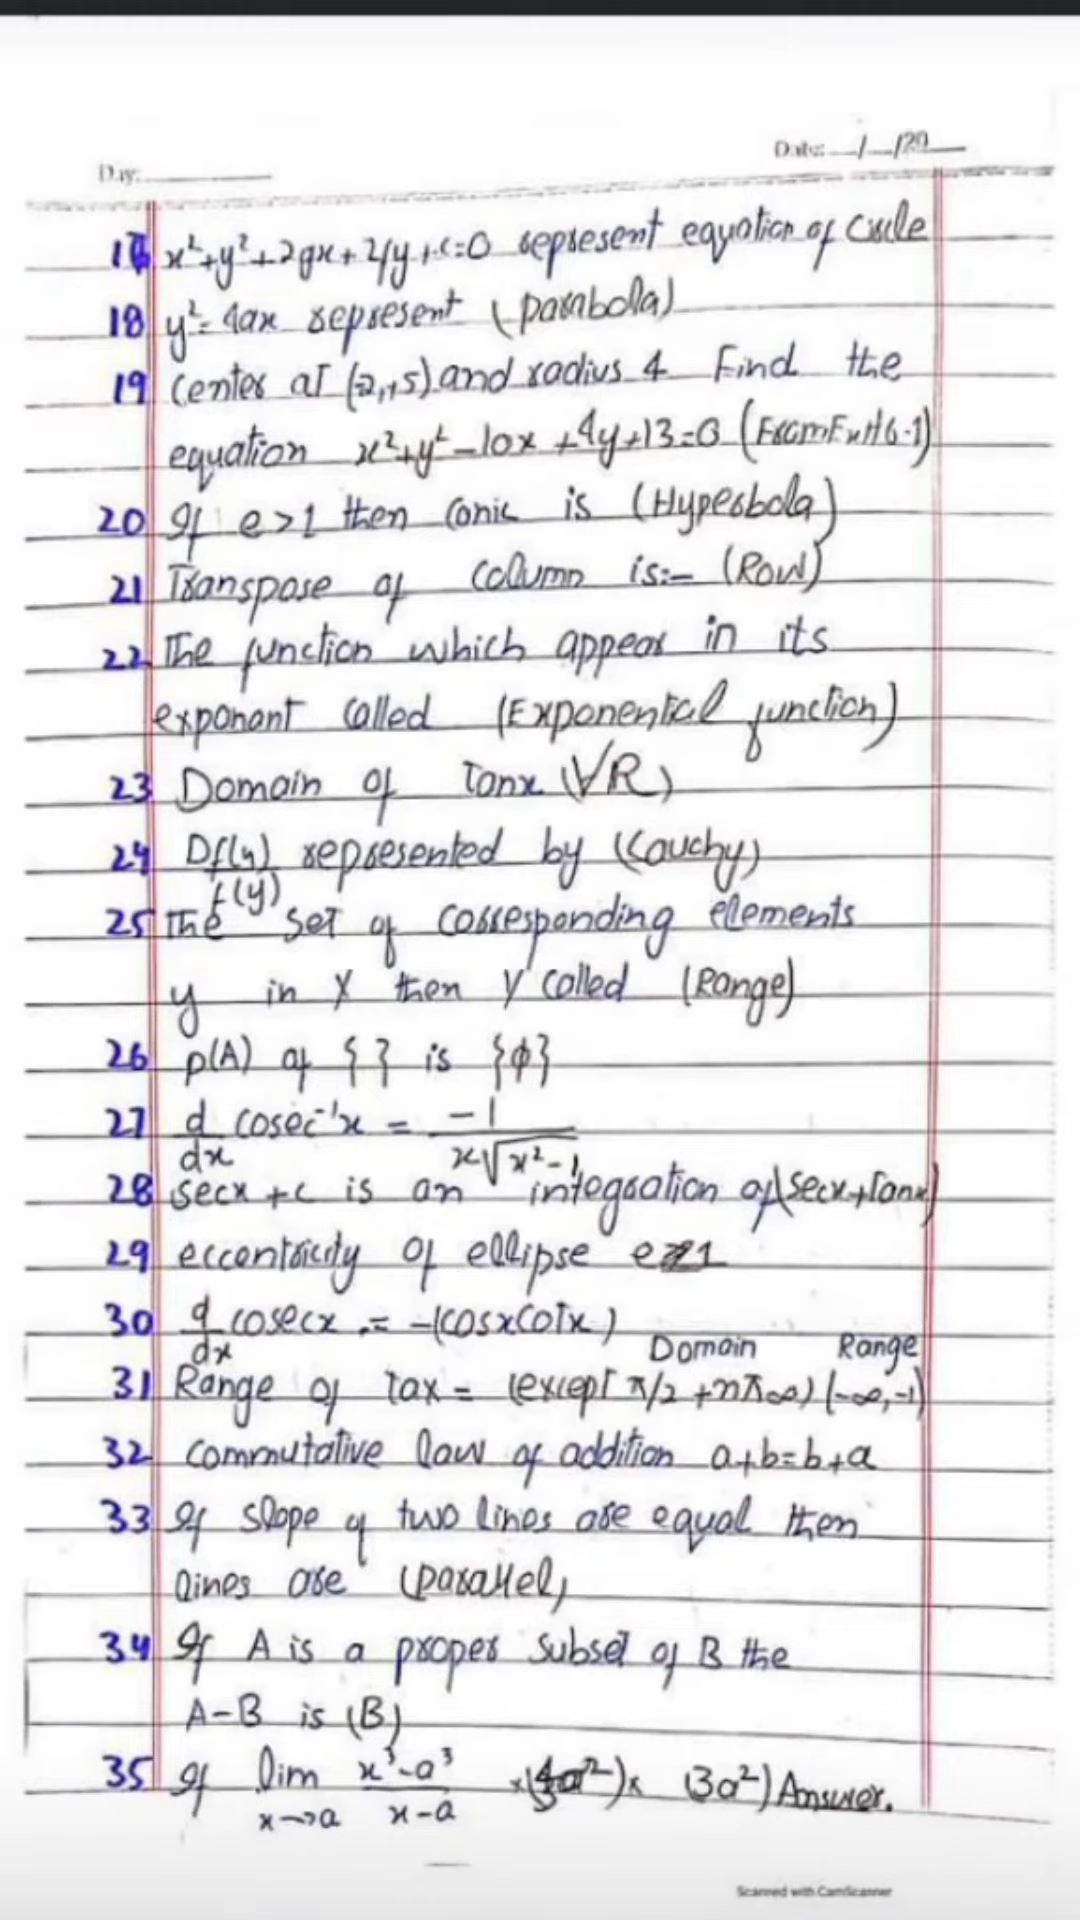 Date: __/__/20__
Day:
17 x²+y²+2gx+2fy+c=0 represent equation of Circle
18 y²=4ax represent (parabola)
19 Center at (2,,5) and radius 4 Find the
equation x²+y²-10x+4y+13=0 (From Ex#6.1)
20 If e>1 then Conic is (Hyperbola)
21 Transpose of Column is:- (Row)
22 The function which appear in its
exponant Called (Exponential function)
23 Domain of Tanx (∀R)
24 represented by (Cauchy)
f(y)
25 The set of corresponding elements
y in X then Y called (Range)
26 p(A) of { } is {ϕ}
27 d/dx cosec⁻¹x = -1/x√x²-1
28 secx+c is an integration of (secx+Tanx)
29 eccentricity of ellipse
30 d/dx cosecx = -(cosxCoTx)
Domain Range
31 Range of Tax = (except π/2+nπ∞) (-∞,-1)
32 Commutative law of addition a+b=b+a
33 If slope of two lines are equal then
lines are (parallel)
34 If A is a proper subset of B the
A-B is (B)
35 If lim x→a x³-a³/x-a (3a²) Answer.
Scanned with CamScanner